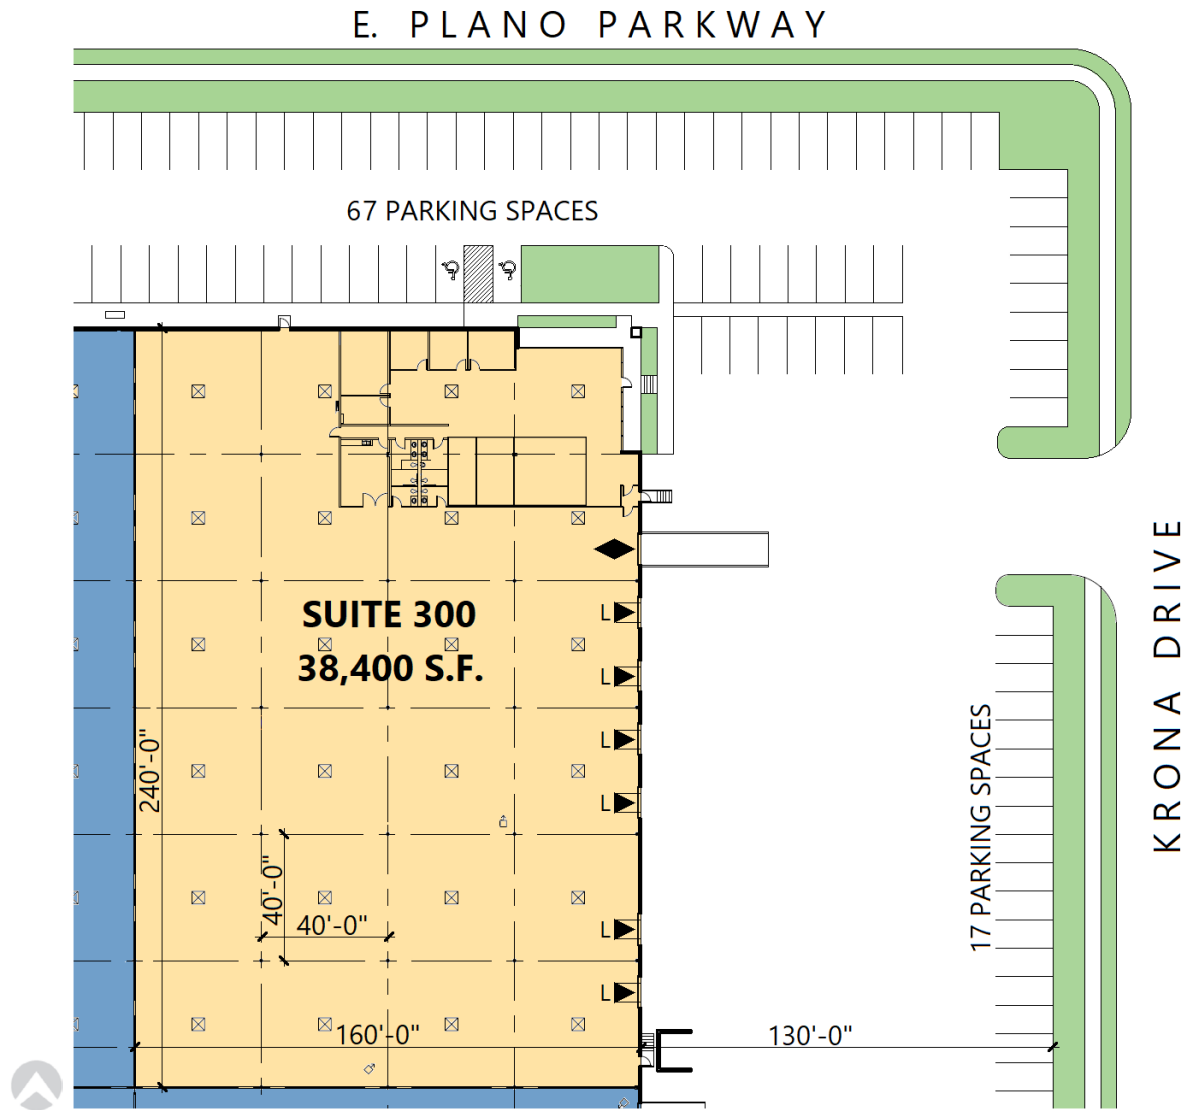 E. PLANO PARKWAY
67 PARKING SPACES
SUITE 300
38,400 S.F.
L
L
L
L
L
L
240'-0"
40'-0"
40'-0"
160'-0"
130'-0"
17 PARKING SPACES
KRONA DRIVE